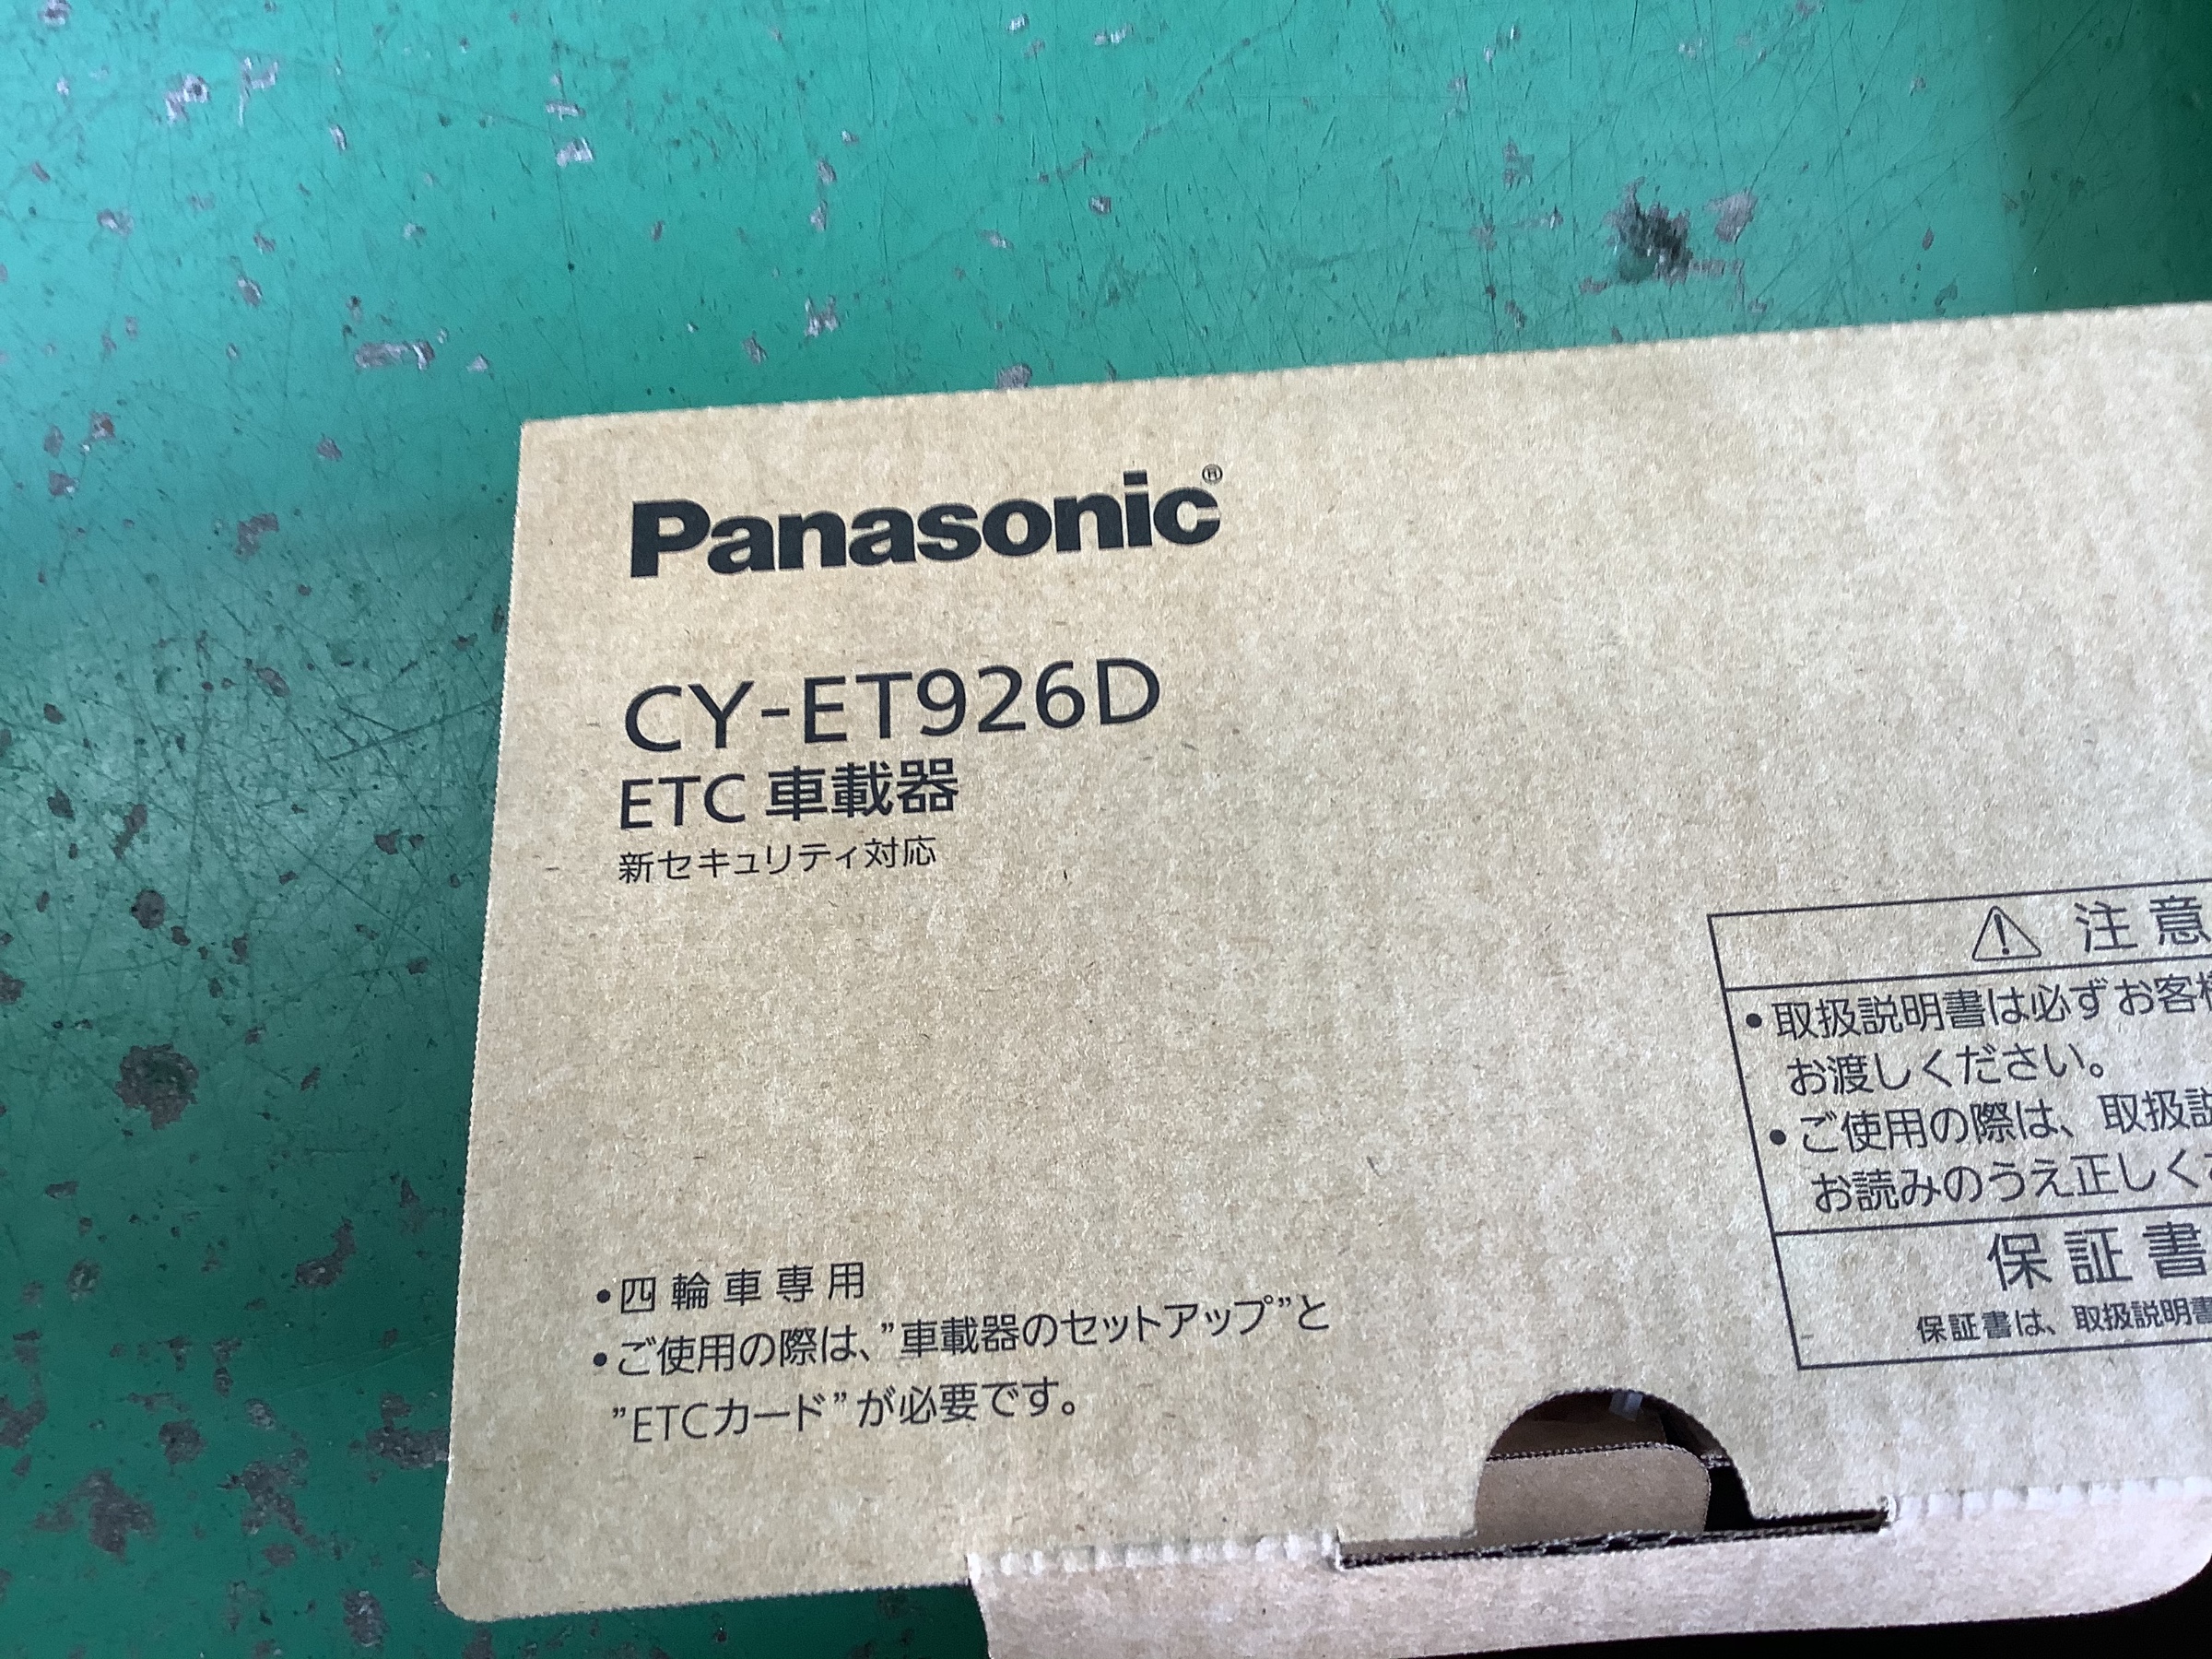 Panasonic®
CY-ET926D
ETC 車載器
新セキュリティ対応
•四輪車専用
•ご使用の際は、”車載器のセットアップ”と
”ETCカード”が必要です。
⚠ 注意
•取扱説明書は必ずお客様
お渡しください。
•ご使用の際は、取扱説
お読みのうえ正しく
保証書
保証書は、取扱説明書